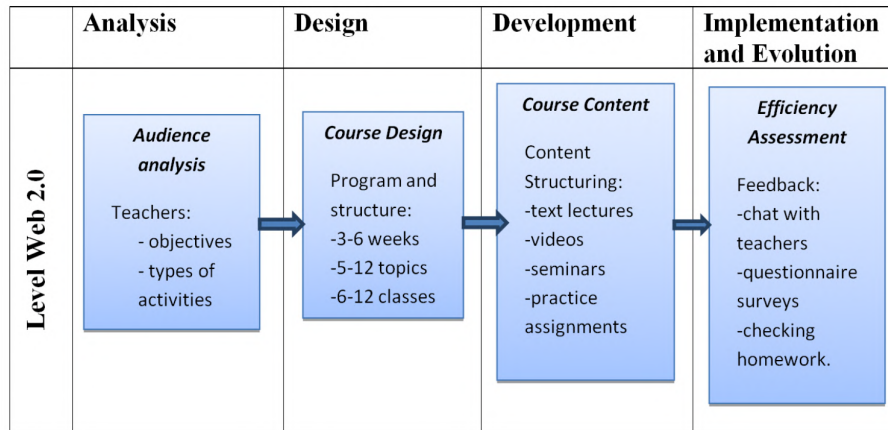 Analysis
Design
Development
Implementation
and Evolution
Level Web 2.0
Audience
analysis
Teachers:
- objectives
- types of
activities
Course Design
Program and
structure:
-3-6 weeks
-5-12 topics
-6-12 classes
Course Content
Content
Structuring:
-text lectures
-videos
-seminars
-practice
assignments
Efficiency
Assessment
Feedback:
-chat with
teachers
-questionnaire
surveys
-checking
homework.